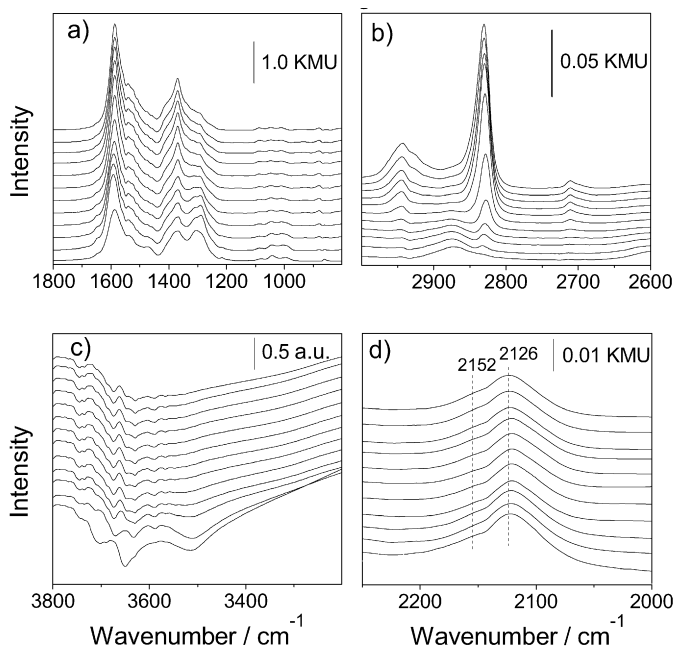 a)
1.0 KMU
b)
0.05 KMU
Intensity
1800 1600 1400 1200 1000
2900 2800 2700 2600
c)
0.5 a.u.
d)
2152 2126
0.01 KMU
Intensity
3800 3600 3400
2200 2100 2000
Wavenumber / cm⁻¹
Wavenumber / cm⁻¹